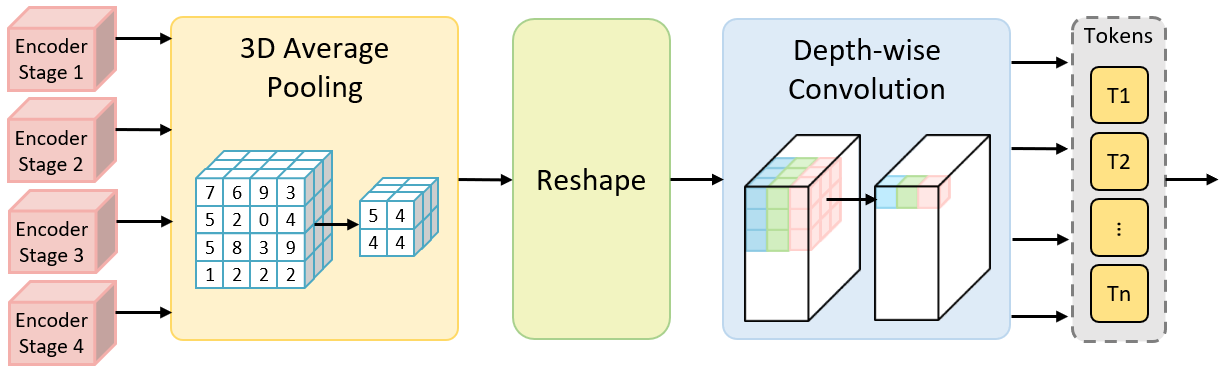 Encoder
Stage 1
Encoder
Stage 2
Encoder
Stage 3
Encoder
Stage 4
3D Average
Pooling
7 6 9 3
5 2 0 4
5 8 3 9
1 2 2 2
5 4
4 4
Reshape
Depth-wise
Convolution
Tokens
T1
T2
...
Tn